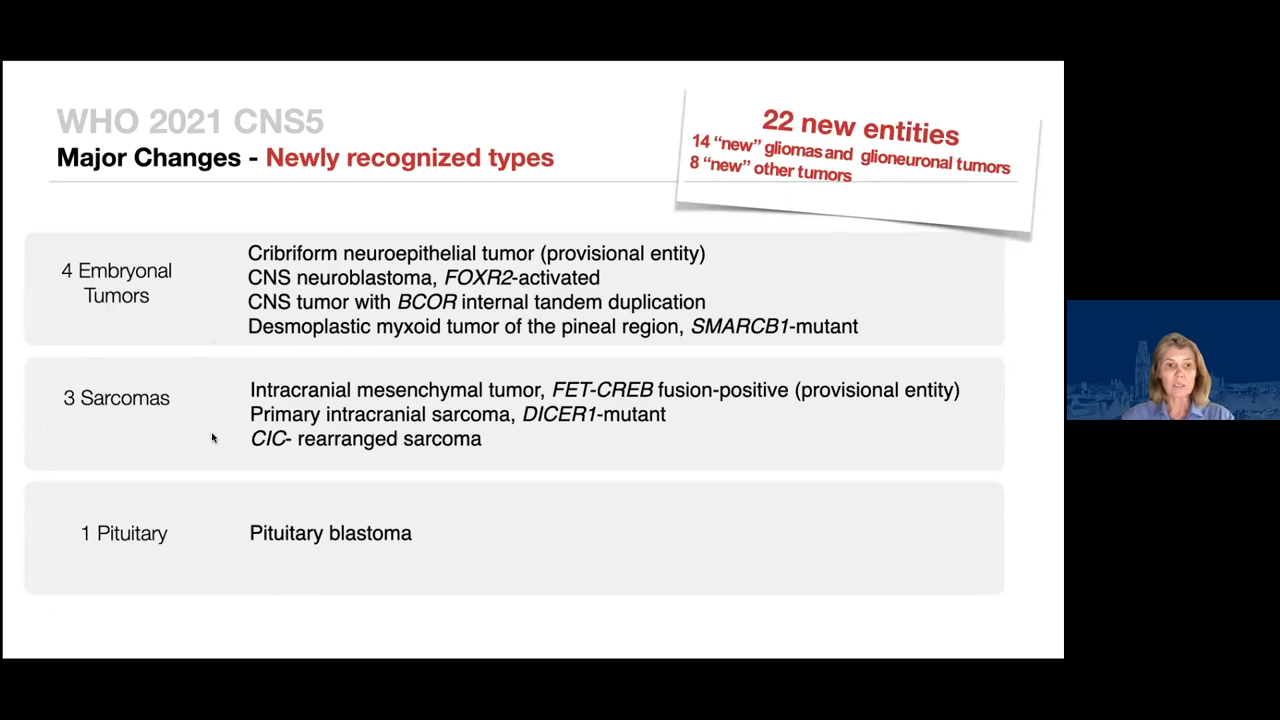 WHO 2021 CNS5
Major Changes - Newly recognized types
22 new entities
14 “new” gliomas and glioneuronal tumors
8 “new” other tumors
4 Embryonal
Tumors
Cribriform neuroepithelial tumor (provisional entity)
CNS neuroblastoma, FOXR2-activated
CNS tumor with BCOR internal tandem duplication
Desmoplastic myxoid tumor of the pineal region, SMARCB1-mutant
3 Sarcomas
Intracranial mesenchymal tumor, FET-CREB fusion-positive (provisional entity)
Primary intracranial sarcoma, DICER1-mutant
CIC- rearranged sarcoma
1 Pituitary
Pituitary blastoma